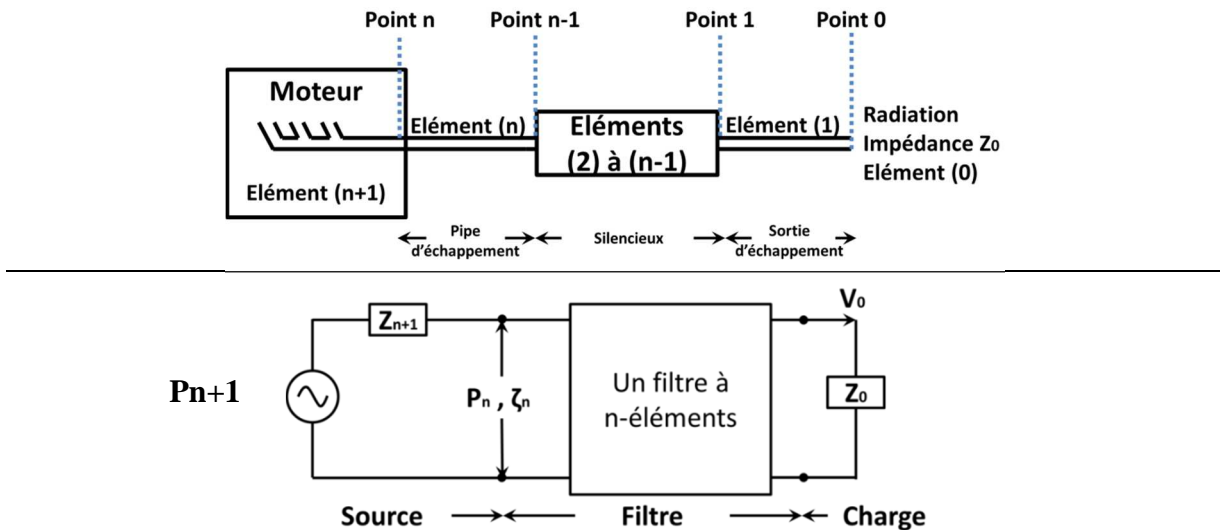 Point n Point n-1 Point 1 Point 0
Moteur
Elément (n) Eléments Elément (1)
(2) à (n-1)
Elément (n+1)
Radiation
Impédance Z₀
Elément (0)
Pipe
d'échappement
Silencieux
Sortie
d'échappement
V₀
Zₙ₊₁
Pn+1
Pₙ , ζₙ
Un filtre à
n-éléments
Z₀
Source Filtre Charge